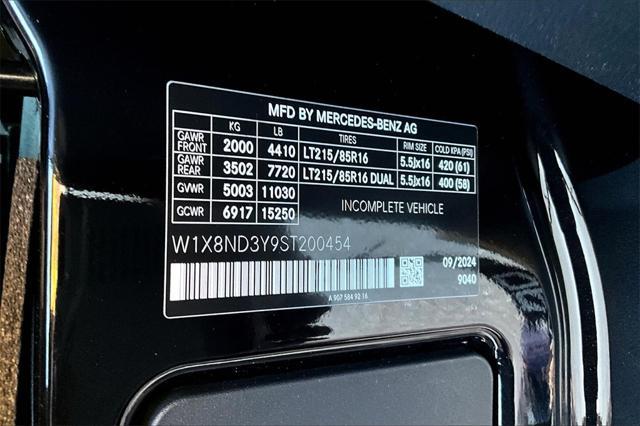 MFD BY MERCEDES-BENZ AG
KG LB TIRES RIM SIZE COLD KPA (PSI)
GAWR FRONT 2000 4410 LT215/85R16 5.5Jx16 420 (61)
GAWR REAR 3502 7720 LT215/85R16 DUAL 5.5Jx16 400 (58)
GVWR 5003 11030
GCWR 6917 15250
INCOMPLETE VEHICLE
W1X8ND3Y9ST200454
09/2024
9040
A 907 584 92 16